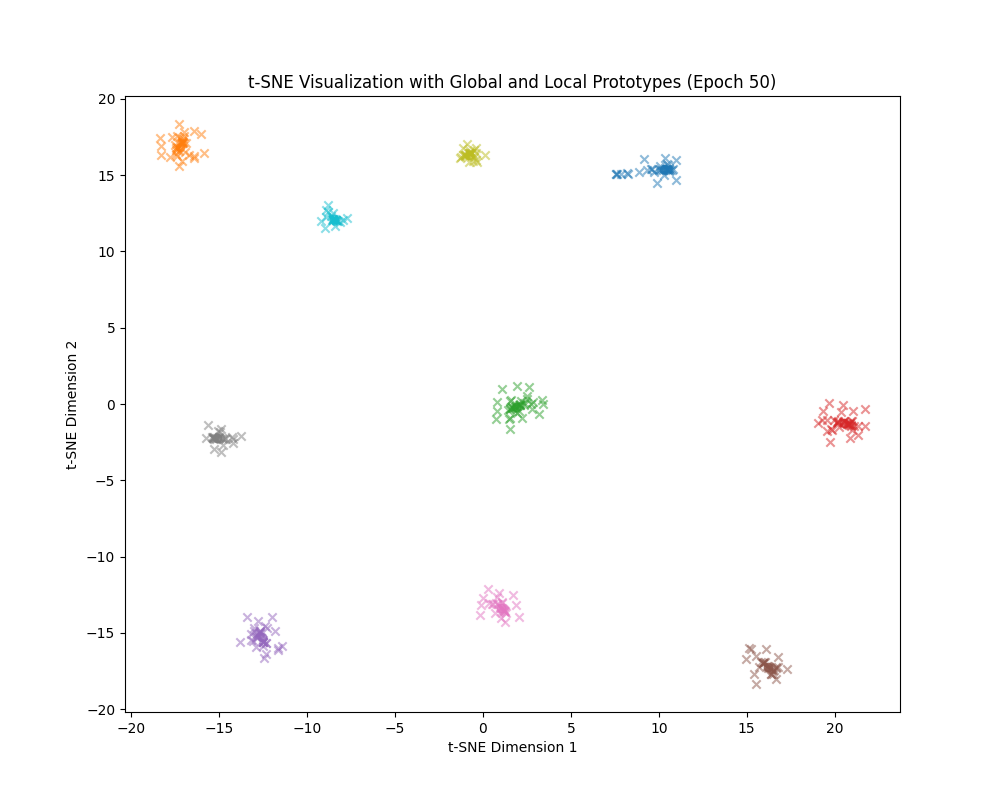 t-SNE Visualization with Global and Local Prototypes (Epoch 50)
20
15
10
5
0
−5
−10
−15
−20
t-SNE Dimension 2
−20 −15 −10 −5 0 5 10 15 20
t-SNE Dimension 1